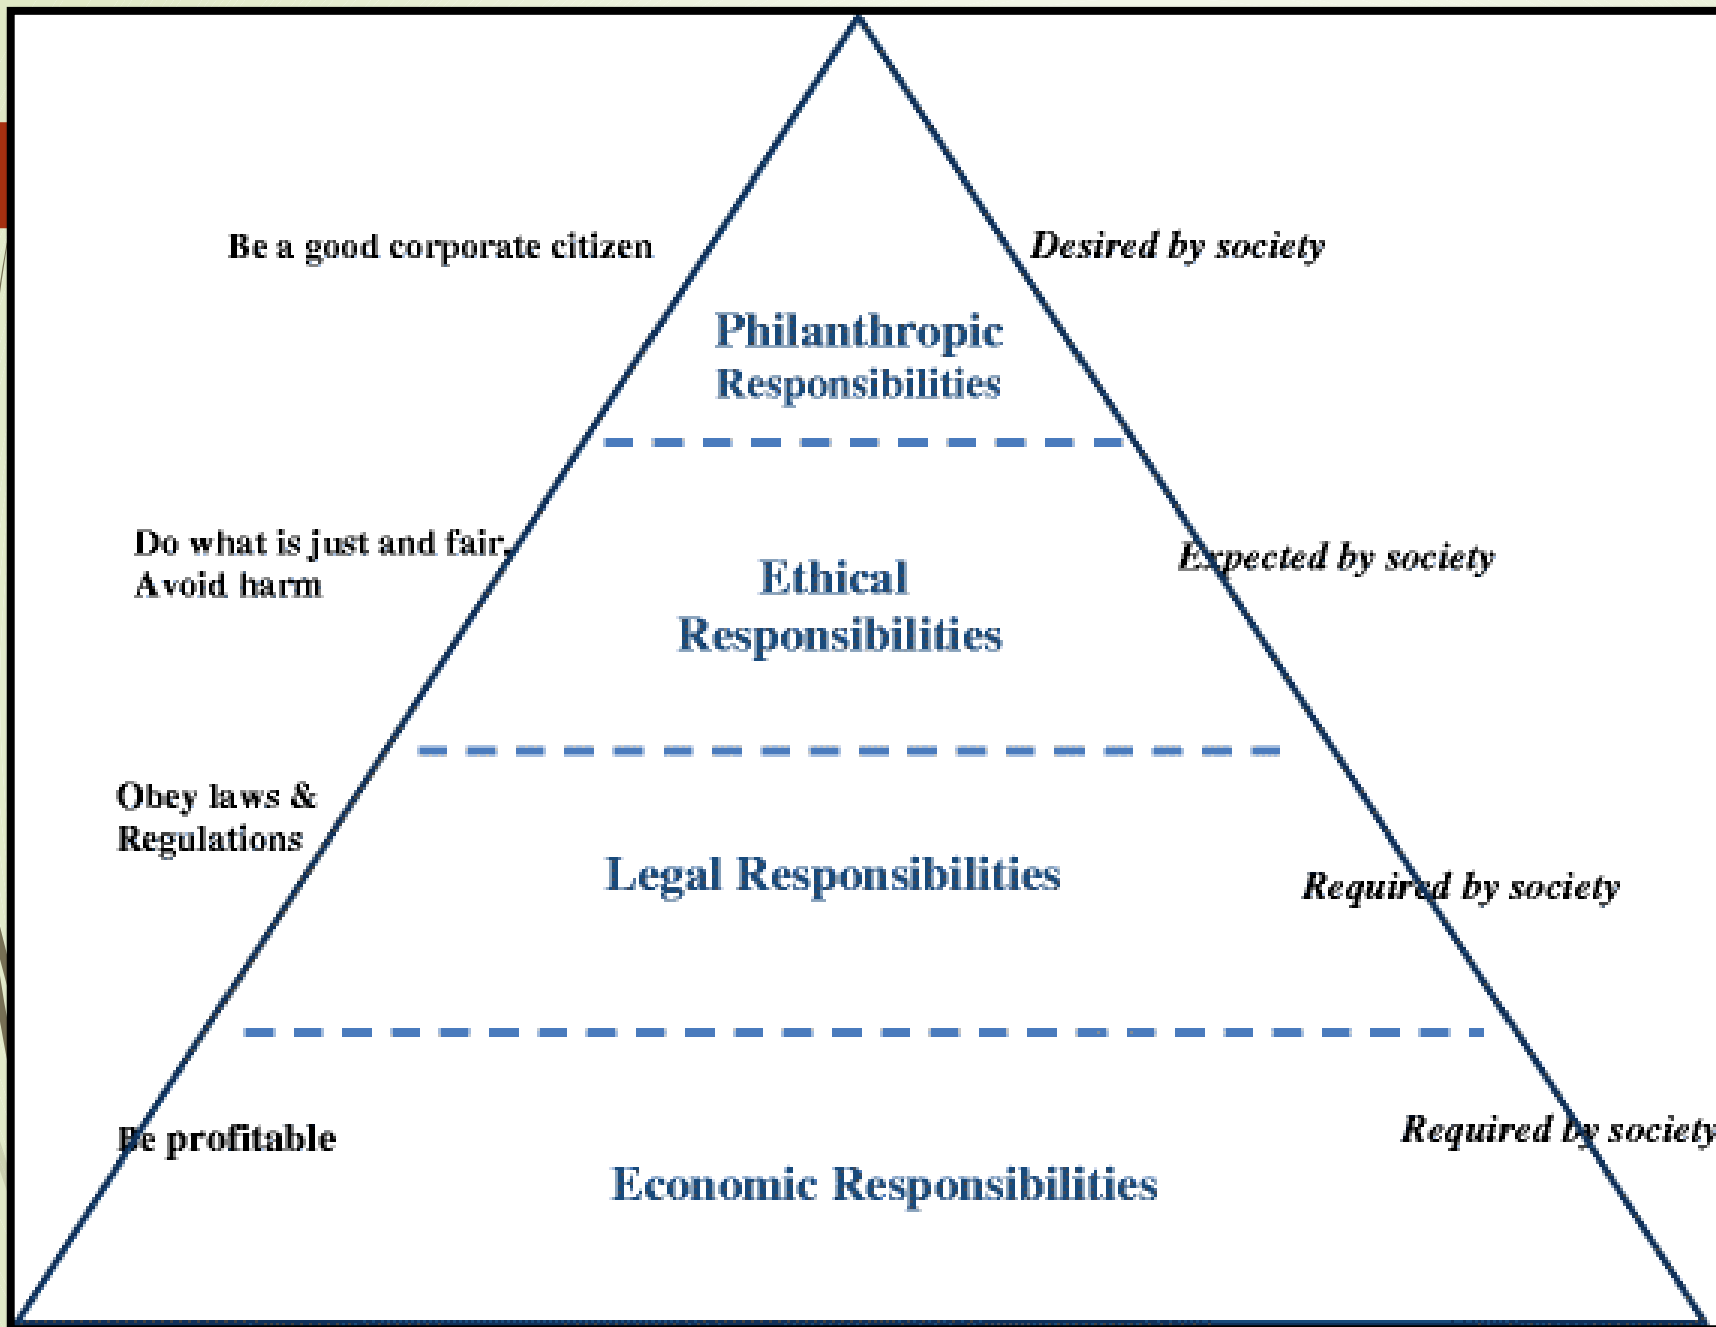 Be a good corporate citizen
Desired by society
Philanthropic
Responsibilities
Do what is just and fair,
Avoid harm
Expected by society
Ethical
Responsibilities
Obey laws &
Regulations
Legal Responsibilities
Required by society
Be profitable
Required by society
Economic Responsibilities